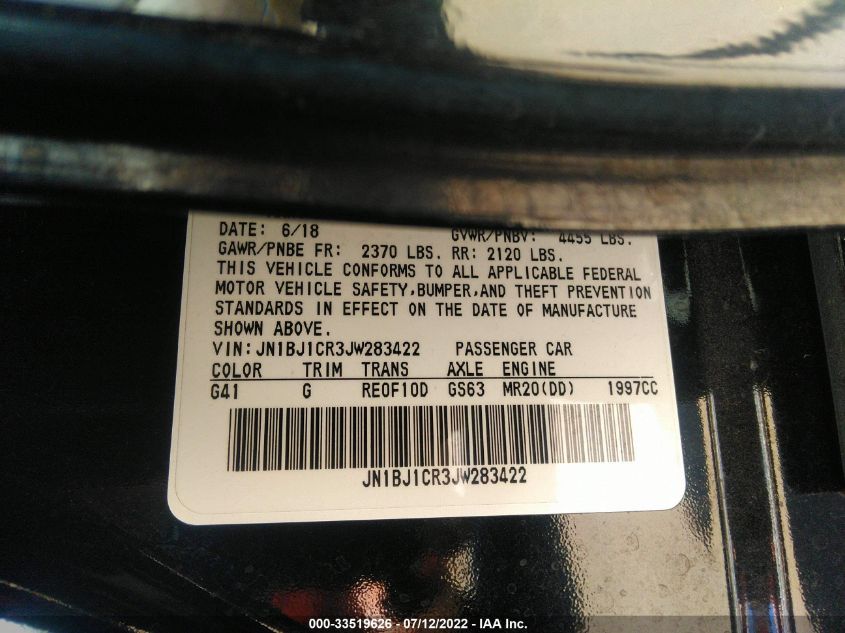 DATE: 6/18 GVWR/PNBV: 4455 LBS.
GAWR/PNBE FR: 2370 LBS. RR: 2120 LBS.
THIS VEHICLE CONFORMS TO ALL APPLICABLE FEDERAL
MOTOR VEHICLE SAFETY,BUMPER,AND THEFT PREVENTION
STANDARDS IN EFFECT ON THE DATE OF MANUFACTURE
SHOWN ABOVE.
VIN:JN1BJ1CR3JW283422 PASSENGER CAR
COLOR TRIM TRANS AXLE ENGINE
G41 G RE0F10D GS63 MR20(DD) 1997CC
JN1BJ1CR3JW283422
000-33519626 - 07/12/2022 - © IAA Inc.